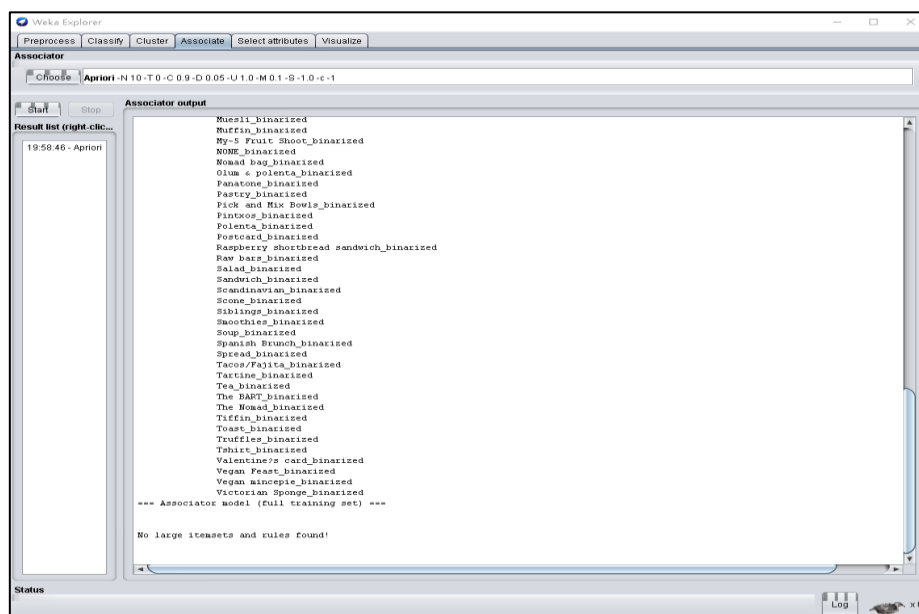 Weka Explorer
Preprocess Classify Cluster Associate Select attributes Visualize
Associator
Choose Apriori -N 10 -T 0 -C 0.9 -D 0.05 -U 1.0 -M 0.1 -S -1.0 -c -1
Start Stop
Associator output
Result list (right-clic...
19:58:46 - Apriori
Muesli_binarized
Muffin_binarized
My-5 Fruit Shoot_binarized
NONE_binarized
Nomad bag_binarized
Olum & polenta_binarized
Panatone_binarized
Pastry_binarized
Pick and Mix Bowls_binarized
Pintxos_binarized
Polenta_binarized
Postcard_binarized
Raspberry shortbread sandwich_binarized
Raw bars_binarized
Salad_binarized
Sandwich_binarized
Scandinavian_binarized
Scone_binarized
Siblings_binarized
Smoothies_binarized
Soup_binarized
Spanish Brunch_binarized
Spread_binarized
Tacos/Fajita_binarized
Tartine_binarized
Tea_binarized
The BART_binarized
The Nomad_binarized
Tiffin_binarized
Toast_binarized
Truffles_binarized
Tshirt_binarized
Valentine?s card_binarized
Vegan Feast_binarized
Vegan mincepie_binarized
Victorian Sponge_binarized
=== Associator model (full training set) ===
No large itemsets and rules found!
Status
Log